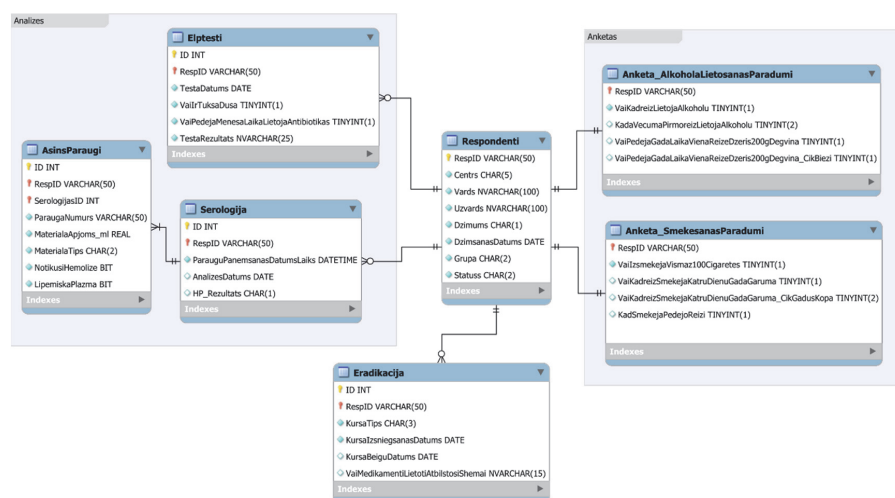 Analizes
Elptesti
ID INT
RespID VARCHAR(50)
TestaDatums DATE
VaiIrTuksaDusa TINYINT(1)
VaiPedejaMenesaLaikaLietojaAntibiotikas TINYINT(1)
TestaRezultats NVARCHAR(25)
Indexes
AsinsParaugi
ID INT
RespID VARCHAR(50)
SerologijasID INT
ParaugaNumurs VARCHAR(50)
MaterialaApjoms_ml REAL
MaterialaTips CHAR(2)
NotikusiHemolize BIT
LipemiskaPlazma BIT
Indexes
Serologija
ID INT
RespID VARCHAR(50)
ParauguPanemsanasDatumsLaiks DATETIME
AnalizesDatums DATE
HP_Rezultats CHAR(1)
Indexes
Respondenti
RespID VARCHAR(50)
Centrs CHAR(5)
Vards NVARCHAR(100)
Uzvards NVARCHAR(100)
Dzimums CHAR(1)
DzimsanasDatums DATE
Grupa CHAR(2)
Statuss CHAR(2)
Indexes
Anketas
Anketa_AlkoholaLietosanasParadumi
RespID VARCHAR(50)
VaiKadreizLietojaAlkoholu TINYINT(1)
KadaVecumaPirmoreizLietojaAlkoholu TINYINT(2)
VaiPedejaGadaLaikaVienaReizeDzeris200gDegvina TINYINT(1)
VaiPedejaGadaLaikaVienaReizeDzeris200gDegvina_CikBiezi TINYINT(1)
Indexes
Anketa_SmekesanasParadumi
RespID VARCHAR(50)
VaiIzsmekejaVismaz100Cigaretes TINYINT(1)
VaiKadreizSmekejaKatruDienuGadaGaruma TINYINT(1)
VaiKadreizSmekejaKatruDienuGadaGaruma_CikGadusKopa TINYINT(2)
KadSmekejaPedejoReizi TINYINT(1)
Indexes
Eradikacija
ID INT
RespID VARCHAR(50)
KursaTips CHAR(3)
KursaIzsniegsanasDatums DATE
KursaBeiguDatums DATE
VaiMedikamentiLietotiAtbilstosiShemai NVARCHAR(15)
Indexes